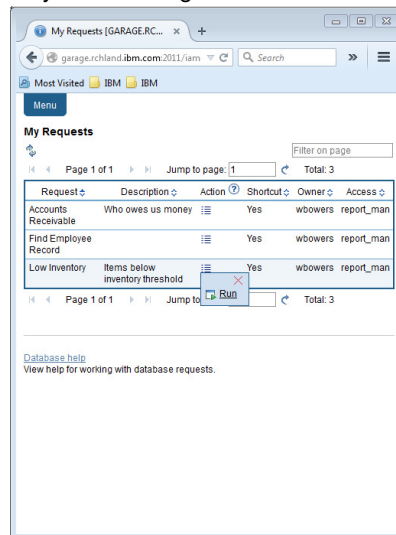 My Requests [GARAGE.RC... × +
garage.rchland.ibm.com:2011/iam Search »
Most Visited IBM IBM
Menu
My Requests
Filter on page
Page 1 of 1 Jump to page: 1 Total: 3
Request Description Action ? Shortcut Owner Access
Accounts Receivable Who owes us money Yes wbowers report_man
Find Employee Record Yes wbowers report_man
Low Inventory Items below inventory threshold Yes wbowers report_man
Run
Page 1 of 1 Jump to Total: 3
Database help
View help for working with database requests.